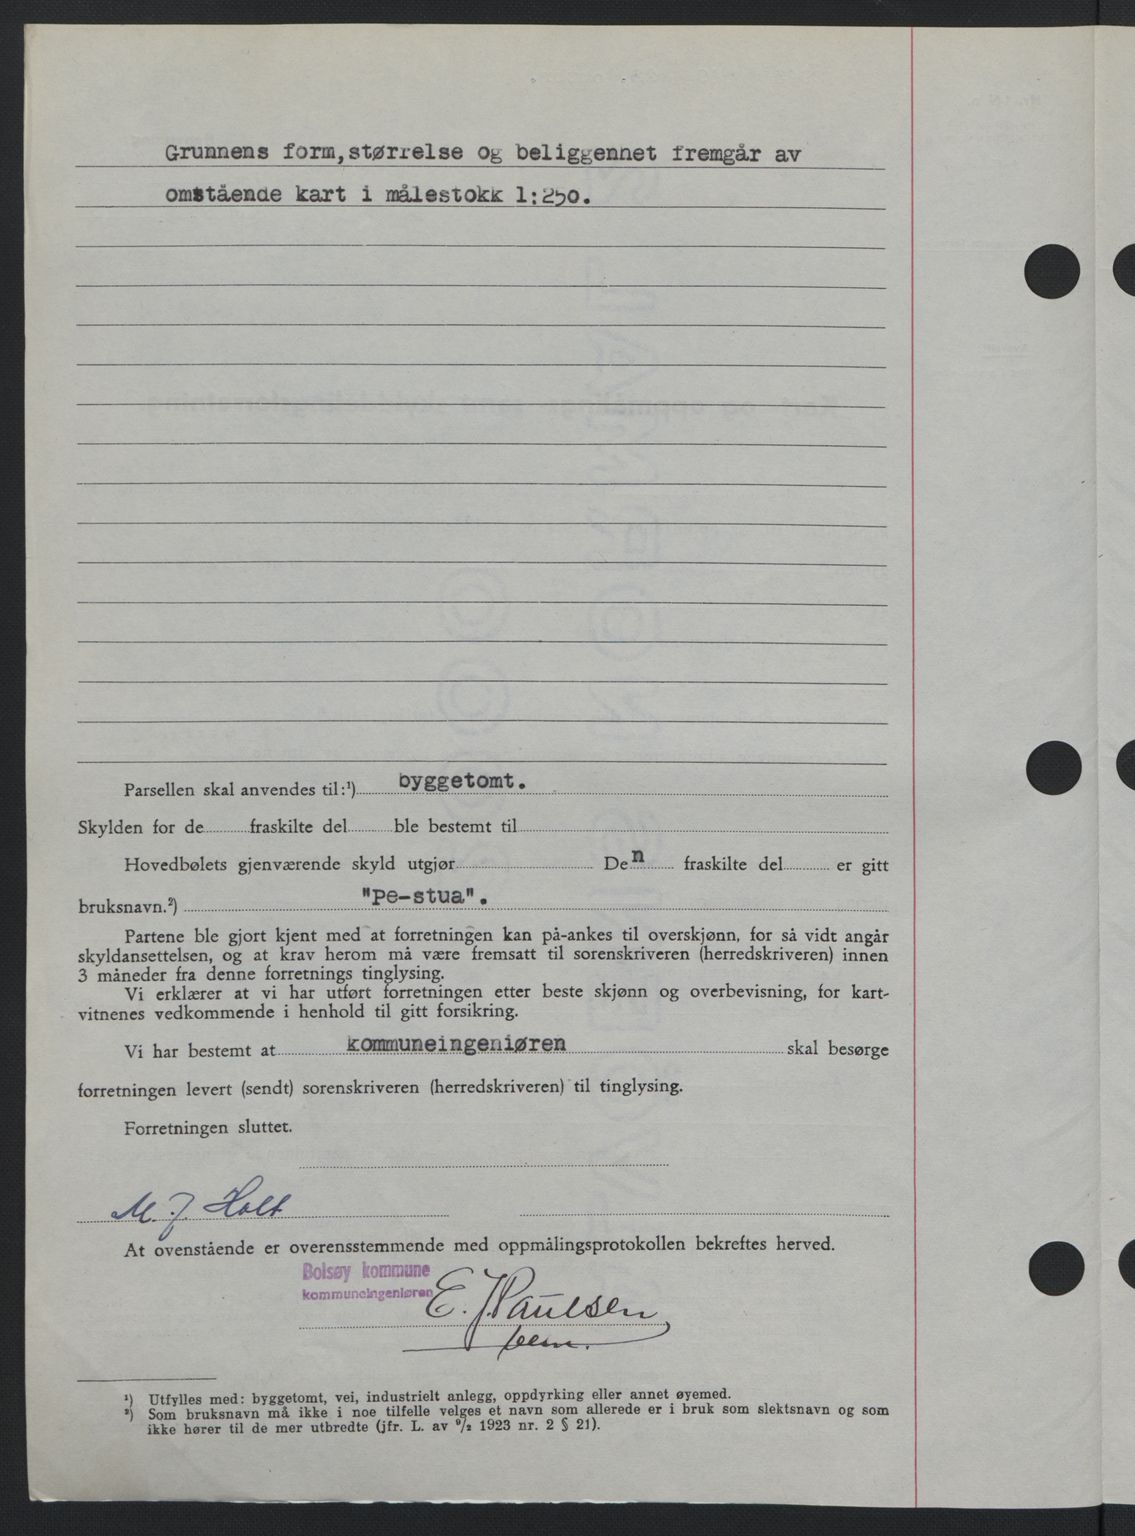 Grunnens form,størrelse og beliggennet fremgår av
omstående kart i målestokk 1:250.
Parsellen skal anvendes til:¹) byggetomt.
Skylden for de fraskilte del ble bestemt til
Hovedbølets gjenværende skyld utgjør De n fraskilte del er gitt
bruksnavn.²) "Pe-stua".
Partene ble gjort kjent med at forretningen kan på-ankes til overskjønn, for så vidt angår
skyldansettelsen, og at krav herom må være fremsatt til sorenskriveren (herredskriveren) innen
3 måneder fra denne forretnings tinglysing.
Vi erklærer at vi har utført forretningen etter beste skjønn og overbevisning, for kart-
vitnenes vedkommende i henhold til gitt forsikring.
Vi har bestemt at kommuneingeniøren skal besørge
forretningen levert (sendt) sorenskriveren (herredskriveren) til tinglysing.
Forretningen sluttet.
M. J. Holt
At ovenstående er overensstemmende med oppmålingsprotokollen bekreftes herved.
Bolsøy kommune
kommuneingeniøren
E. J. Paulsen
¹) Utfylles med: byggetomt, vei, industrielt anlegg, oppdyrking eller annet øyemed.
²) Som bruksnavn må ikke i noe tilfelle velges et navn som allerede er i bruk som slektsnavn og som
ikke hører til de mer utbredte (jfr. L. av ⁹/₂ 1923 nr. 2 § 21).